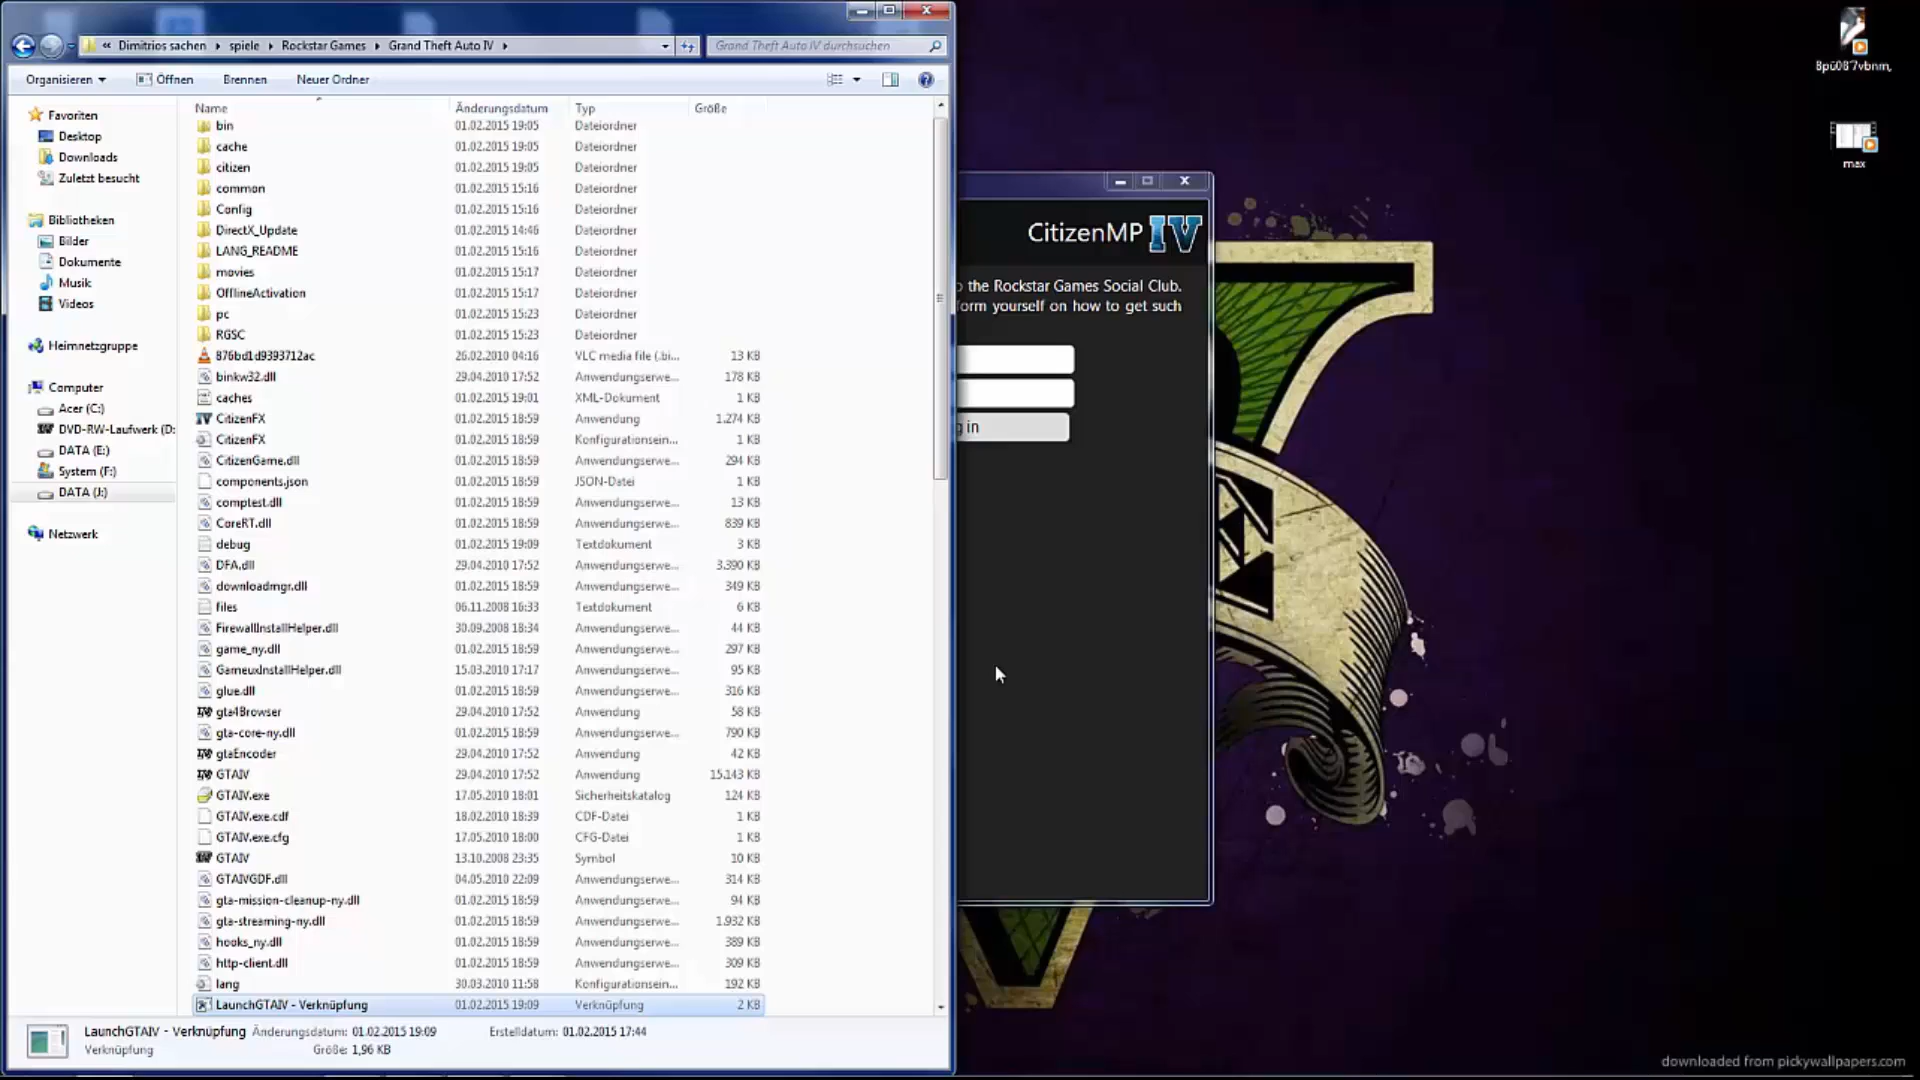 « Dimitrios sachen ▸ spiele ▸ Rockstar Games ▸ Grand Theft Auto IV ▸
Grand Theft Auto IV durchsuchen
Organisieren Öffnen Brennen Neuer Ordner
Favoriten
Desktop
Downloads
Zuletzt besucht
Bibliotheken
Bilder
Dokumente
Musik
Videos
Heimnetzgruppe
Computer
Acer (C:)
DVD-RW-Laufwerk (D:
DATA (E:)
System (F:)
DATA (J:)
Netzwerk
Name Änderungsdatum Typ Größe
bin 01.02.2015 19:05 Dateiordner
cache 01.02.2015 19:05 Dateiordner
citizen 01.02.2015 19:05 Dateiordner
common 01.02.2015 15:16 Dateiordner
Config 01.02.2015 15:16 Dateiordner
DirectX_Update 01.02.2015 14:46 Dateiordner
LANG_README 01.02.2015 15:16 Dateiordner
movies 01.02.2015 15:17 Dateiordner
OfflineActivation 01.02.2015 15:17 Dateiordner
pc 01.02.2015 15:23 Dateiordner
RGSC 01.02.2015 15:23 Dateiordner
876bd1d9393712ac 26.02.2010 04:16 VLC media file (.bi... 13 KB
binkw32.dll 29.04.2010 17:52 Anwendungserwe... 178 KB
caches 01.02.2015 19:01 XML-Dokument 1 KB
CitizenFX 01.02.2015 18:59 Anwendung 1.274 KB
CitizenFX 01.02.2015 18:59 Konfigurationsein... 1 KB
CitizenGame.dll 01.02.2015 18:59 Anwendungserwe... 294 KB
components.json 01.02.2015 18:59 JSON-Datei 1 KB
comptest.dll 01.02.2015 18:59 Anwendungserwe... 13 KB
CoreRT.dll 01.02.2015 18:59 Anwendungserwe... 839 KB
debug 01.02.2015 19:09 Textdokument 3 KB
DFA.dll 29.04.2010 17:52 Anwendungserwe... 3.390 KB
downloadmgr.dll 01.02.2015 18:59 Anwendungserwe... 349 KB
files 06.11.2008 16:33 Textdokument 6 KB
FirewallInstallHelper.dll 30.09.2008 18:34 Anwendungserwe... 44 KB
game_ny.dll 01.02.2015 18:59 Anwendungserwe... 297 KB
GameuxInstallHelper.dll 15.03.2010 17:17 Anwendungserwe... 95 KB
glue.dll 01.02.2015 18:59 Anwendungserwe... 316 KB
gta4Browser 29.04.2010 17:52 Anwendung 58 KB
gta-core-ny.dll 01.02.2015 18:59 Anwendungserwe... 790 KB
gtaEncoder 29.04.2010 17:52 Anwendung 42 KB
GTAIV 29.04.2010 17:52 Anwendung 15.143 KB
GTAIV.exe 17.05.2010 18:01 Sicherheitskatalog 124 KB
GTAIV.exe.cdf 18.02.2010 18:39 CDF-Datei 1 KB
GTAIV.exe.cfg 17.05.2010 18:00 CFG-Datei 1 KB
GTAIV 13.10.2008 23:35 Symbol 10 KB
GTAIVGDF.dll 04.05.2010 22:09 Anwendungserwe... 314 KB
gta-mission-cleanup-ny.dll 01.02.2015 18:59 Anwendungserwe... 94 KB
gta-streaming-ny.dll 01.02.2015 18:59 Anwendungserwe... 1.932 KB
hooks_ny.dll 01.02.2015 18:59 Anwendungserwe... 389 KB
http-client.dll 01.02.2015 18:59 Anwendungserwe... 309 KB
lang 30.03.2010 11:58 Konfigurationsein... 192 KB
LaunchGTAIV - Verknüpfung 01.02.2015 19:09 Verknüpfung 2 KB
LaunchGTAIV - Verknüpfung Änderungsdatum: 01.02.2015 19:09 Erstelldatum: 01.02.2015 17:44
Verknüpfung Größe: 1,96 KB
CitizenMP IV
o the Rockstar Games Social Club.
form yourself on how to get such
g in
8pü087vbnm,
max
downloaded from pickywallpapers.com